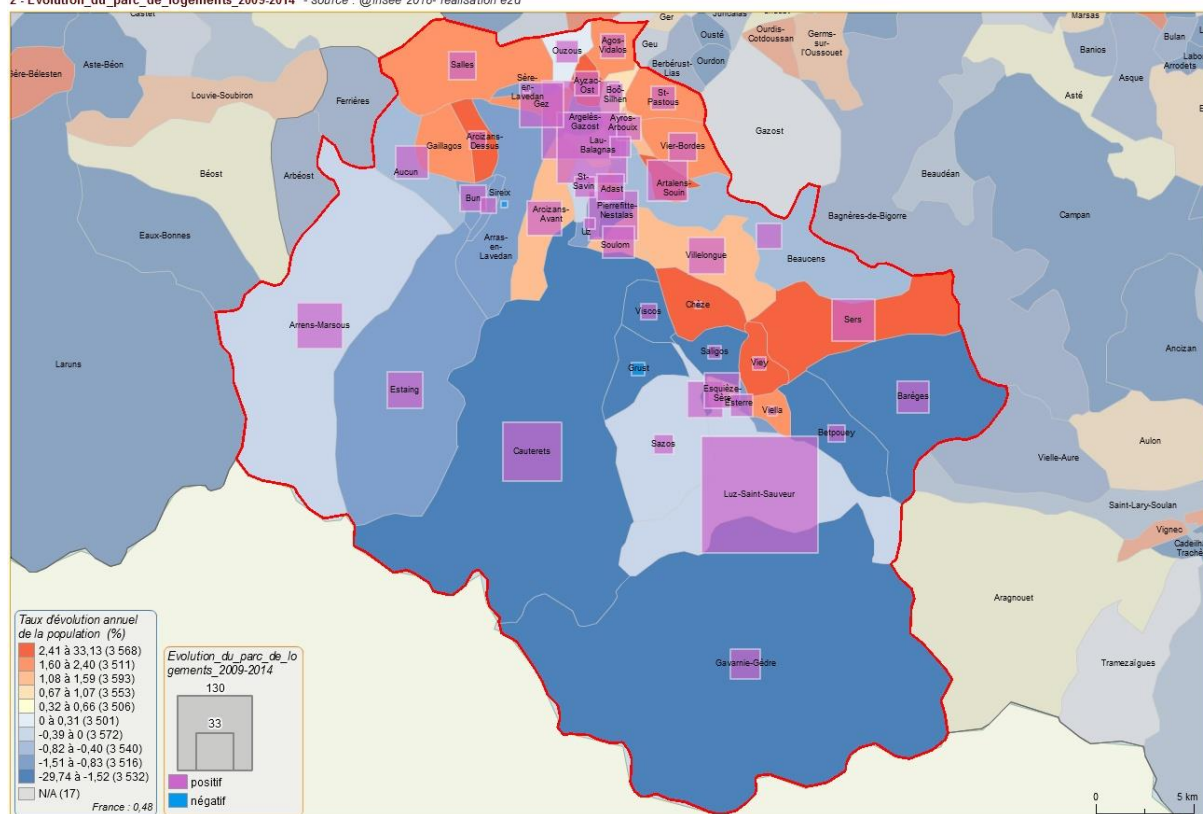 2 - Evolution_du_parc_de_logements_2009-2014 - source : @Insee 2016- réalisation e2d
Castet
Ger
Juncalas
Marsas
Aste-Béon
Ouzous
Agos-
Vidalos
Geu
Ousté
Ourdis-
Cotdoussan
Germs-
sur-
l'Oussouet
Banios
Bulan
Arrodets
Salles
Berbérust-
Lias
Ourdon
Asque
Sère-
en-
Lavedan
Ayzac-
Ost
Boô-
Silhen
St-
Pastous
Asté
Louvie-Soubiron
Ferrières
Gez
Argelès-
Gazost
Ayros-
Arbouix
Gazost
Gaillagos
Arcizans-
Dessus
Lau-
Balagnas
Vier-Bordes
Arbéost
Béost
Aucun
St-
Savin
Adast
Artalens-
Souin
Beaudéan
Bun
Sireix
Pierrefitte-
Nestalas
Bagnères-de-Bigorre
Campan
Eaux-Bonnes
Arcizans-
Avant
Uz
Arras-
en-
Lavedan
Soulom
Villelongue
Beaucens
Arrens-Marsous
Viscos
Chèze
Sers
Ancizan
Laruns
Saligos
Viey
Grust
Estaing
Esquièze-
Sère
Esterre
Viella
Barèges
Cauterets
Sazos
Betpouey
Aulon
Vielle-Aure
Luz-Saint-Sauveur
Saint-Lary-Soulan
Vignec
Aragnouet
Gavarnie-Gèdre
Tramezaïgues
Taux d'évolution annuel
de la population (%)
2,41 à 33,13 (3 568)
1,60 à 2,40 (3 511)
1,08 à 1,59 (3 593)
0,67 à 1,07 (3 553)
0,32 à 0,66 (3 506)
0 à 0,31 (3 501)
-0,39 à 0 (3 572)
-0,82 à -0,40 (3 540)
-1,51 à -0,83 (3 516)
-29,74 à -1,52 (3 532)
N/A (17)
France : 0,48
Evolution_du_parc_de_lo
gements_2009-2014
130
33
positif
négatif
0
5 km